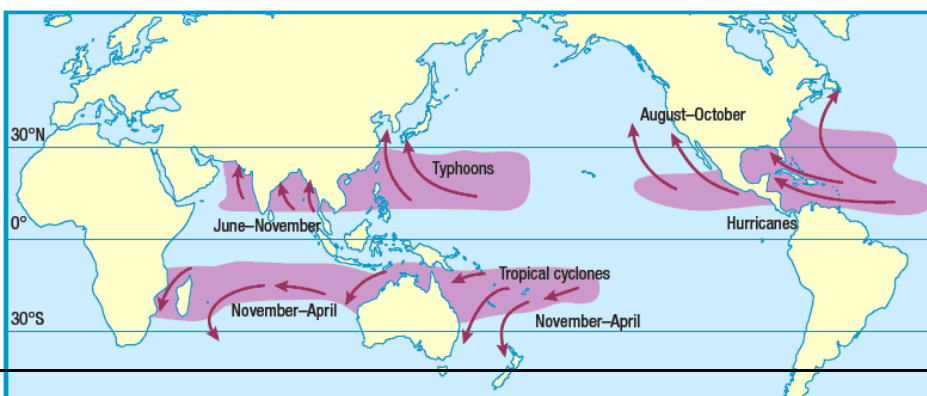 August–October
30°N
Typhoons
June–November
Hurricanes
0°
Tropical cyclones
November–April
November–April
30°S